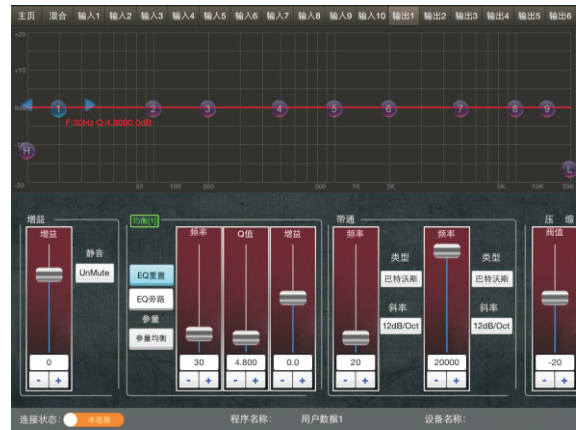 主页 混合 输入1 输入2 输入3 输入4 输入5 输入6 输入7 输入8 输入9 输入10 输出1 输出2 输出3 输出4 输出5 输出6
+20
+10
0dB
1 2 3 4 5 6 7 8 9
F:30Hz Q:4.8000.0dB
-10
H
L
-20 50 100 200 500 1K 2K 5K 10K 20K
增益 均衡[1] 带通 压 缩
增益 频率 Q值 增益 频率 频率 阀值
静音 类型 类型
UnMute EQ重置 巴特沃斯 巴特沃斯
EQ旁路
参量 斜率 斜率
参量均衡 12dB/Oct 12dB/Oct
0 30 4.800 0.0 20 20000 -20
- + - + - + - + - + - + - +
连接状态: 未连接 程序名称: 用户数据1 设备名称: